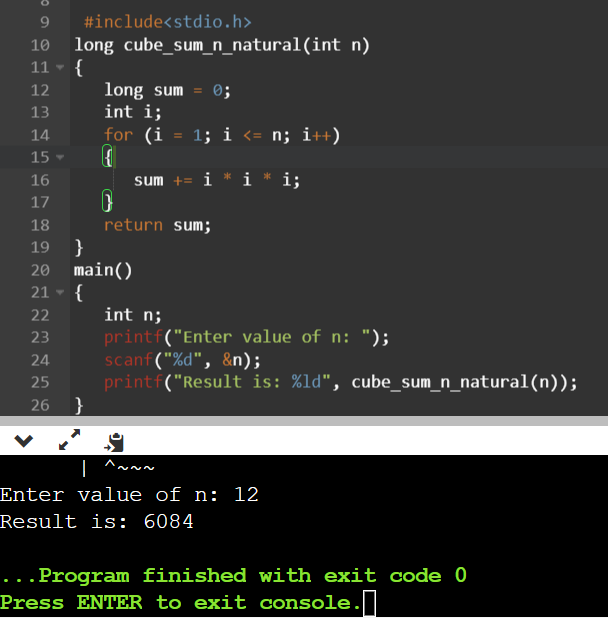 8
9 #include<stdio.h>
10 long cube_sum_n_natural(int n)
11 {
12 long sum = 0;
13 int i;
14 for (i = 1; i <= n; i++)
15 {
16 sum += i * i * i;
17 }
18 return sum;
19 }
20 main()
21 {
22 int n;
23 printf("Enter value of n: ");
24 scanf("%d", &n);
25 printf("Result is: %ld", cube_sum_n_natural(n));
26 }
| ^~~~
Enter value of n: 12
Result is: 6084
...Program finished with exit code 0
Press ENTER to exit console.